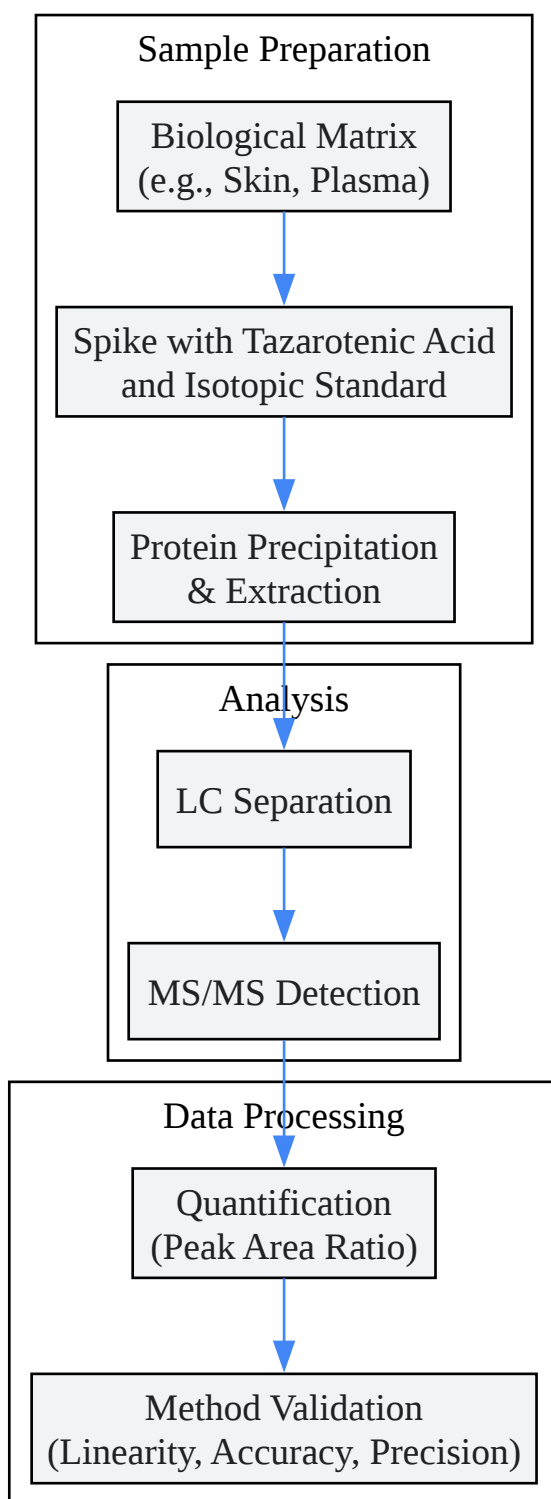 Sample Preparation
Biological Matrix
(e.g., Skin, Plasma)
Spike with Tazarotenic Acid
and Isotopic Standard
Protein Precipitation
& Extraction
Analysis
LC Separation
MS/MS Detection
Data Processing
Quantification
(Peak Area Ratio)
Method Validation
(Linearity, Accuracy, Precision)